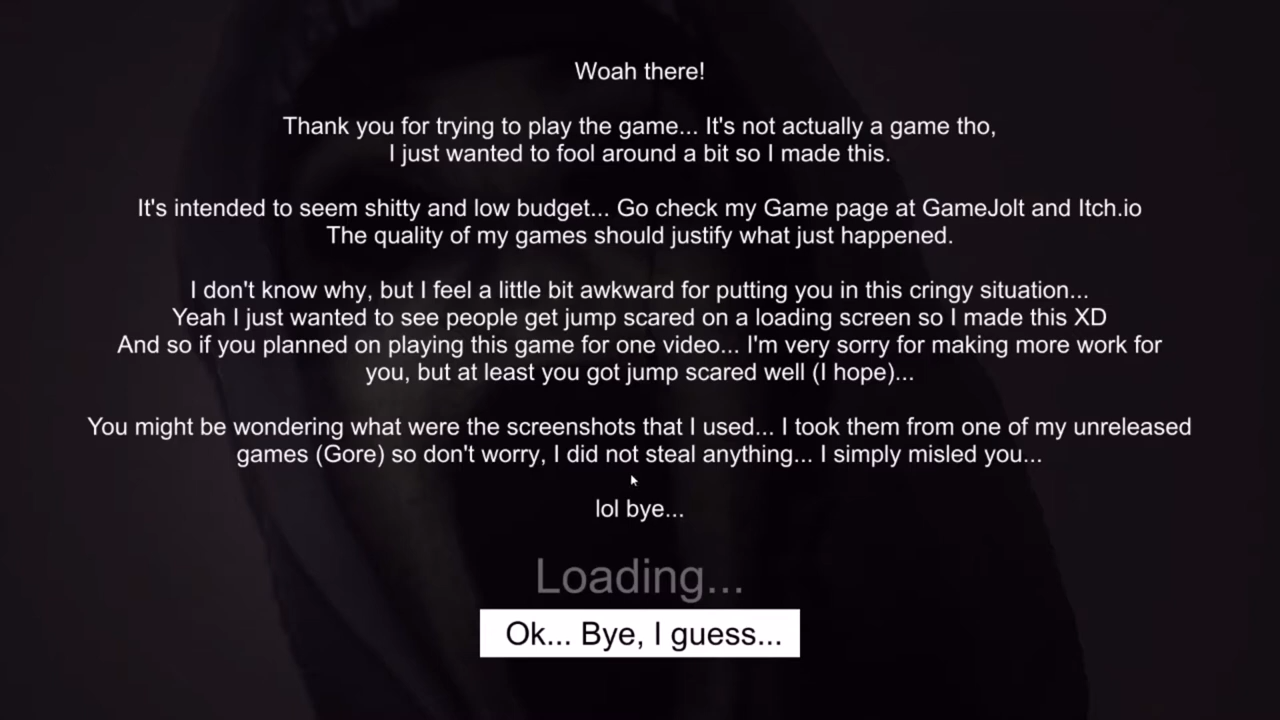 Woah there!
Thank you for trying to play the game... It's not actually a game tho,
I just wanted to fool around a bit so I made this.
It's intended to seem shitty and low budget... Go check my Game page at GameJolt and Itch.io
The quality of my games should justify what just happened.
I don't know why, but I feel a little bit awkward for putting you in this cringy situation...
Yeah I just wanted to see people get jump scared on a loading screen so I made this XD
And so if you planned on playing this game for one video... I'm very sorry for making more work for
you, but at least you got jump scared well (I hope)...
You might be wondering what were the screenshots that I used... I took them from one of my unreleased
games (Gore) so don't worry, I did not steal anything... I simply misled you...
lol bye...
Loading...
Ok... Bye, I guess...